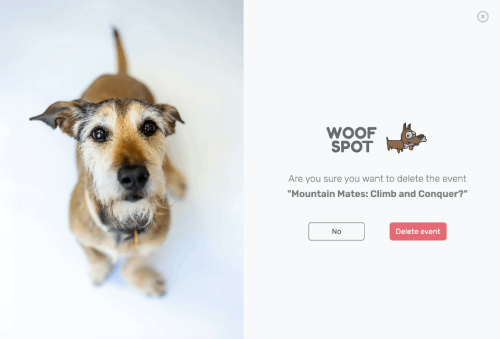 WOOF
SPOT
Are you sure you want to delete the event
"Mountain Mates: Climb and Conquer?"
No
Delete event